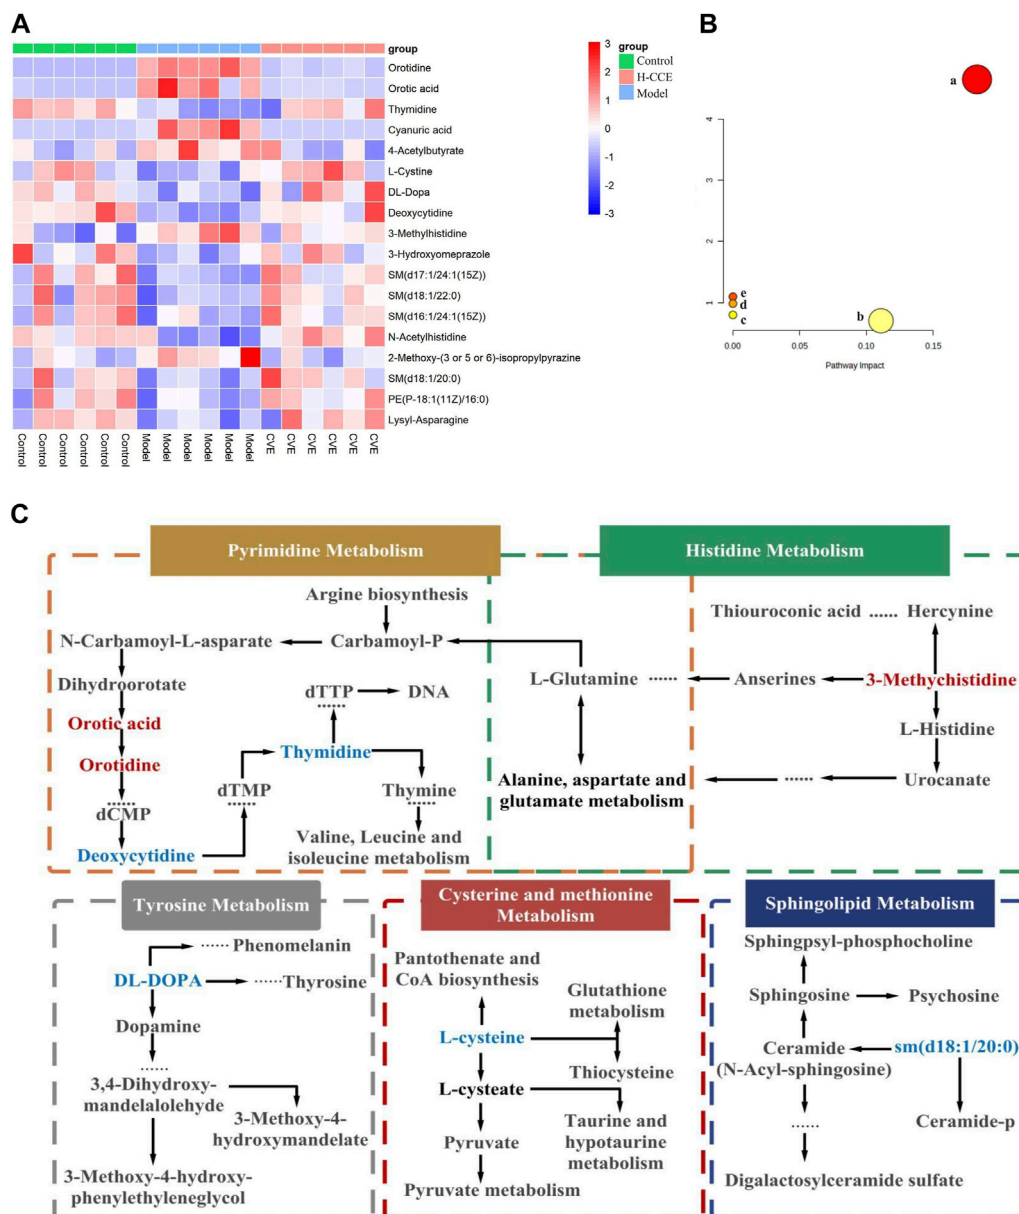 A
group
Orotidine
Orotic acid
Thymidine
Cyanuric acid
4-Acetylbutyrate
L-Cystine
DL-Dopa
Deoxycytidine
3-Methylhistidine
3-Hydroxyomeprazole
SM(d17:1/24:1(15Z))
SM(d18:1/22:0)
SM(d16:1/24:1(15Z))
N-Acetylhistidine
2-Methoxy-(3 or 5 or 6)-isopropylpyrazine
SM(d18:1/20:0)
PE(P-18:1(11Z)/16:0)
Lysyl-Asparagine
Control
Control
Control
Control
Control
Control
Model
Model
Model
Model
Model
Model
CVE
CVE
CVE
CVE
CVE
CVE
3
2
1
0
-1
-2
-3
group
Control
H-CCE
Model
B
a
4
3
2
1
e
d
c
b
0.00
0.05
0.10
0.15
Pathway Impact
C
Pyrimidine Metabolism
Histidine Metabolism
Argine biosynthesis
Thiouroconic acid ...... Hercynine
N-Carbamoyl-L-asparate
Carbamoyl-P
Dihydroorotate
dTTP
DNA
L-Glutamine
Anserines
3-Methychistidine
Orotic acid
L-Histidine
Orotidine
Thymidine
dTMP
Thymine
Alanine, aspartate and
glutamate metabolism
Urocanate
dCMP
Deoxycytidine
Valine, Leucine and
isoleucine metabolism
Tyrosine Metabolism
Cysterine and methionine
Metabolism
Sphingolipid Metabolism
Phenomelanin
DL-DOPA
Thyrosine
Dopamine
3,4-Dihydroxy-
mandelalolehyde
3-Methoxy-4-
hydroxymandelate
3-Methoxy-4-hydroxy-
phenylethyleneglycol
Pantothenate and
CoA biosynthesis
Glutathione
metabolism
L-cysteine
Thiocysteine
L-cysteate
Pyruvate
Taurine and
hypotaurine
metabolism
Pyruvate metabolism
Sphingpsyl-phosphocholine
Sphingosine
Psychosine
Ceramide
(N-Acyl-sphingosine)
sm(d18:1/20:0)
Ceramide-p
Digalactosylceramide sulfate